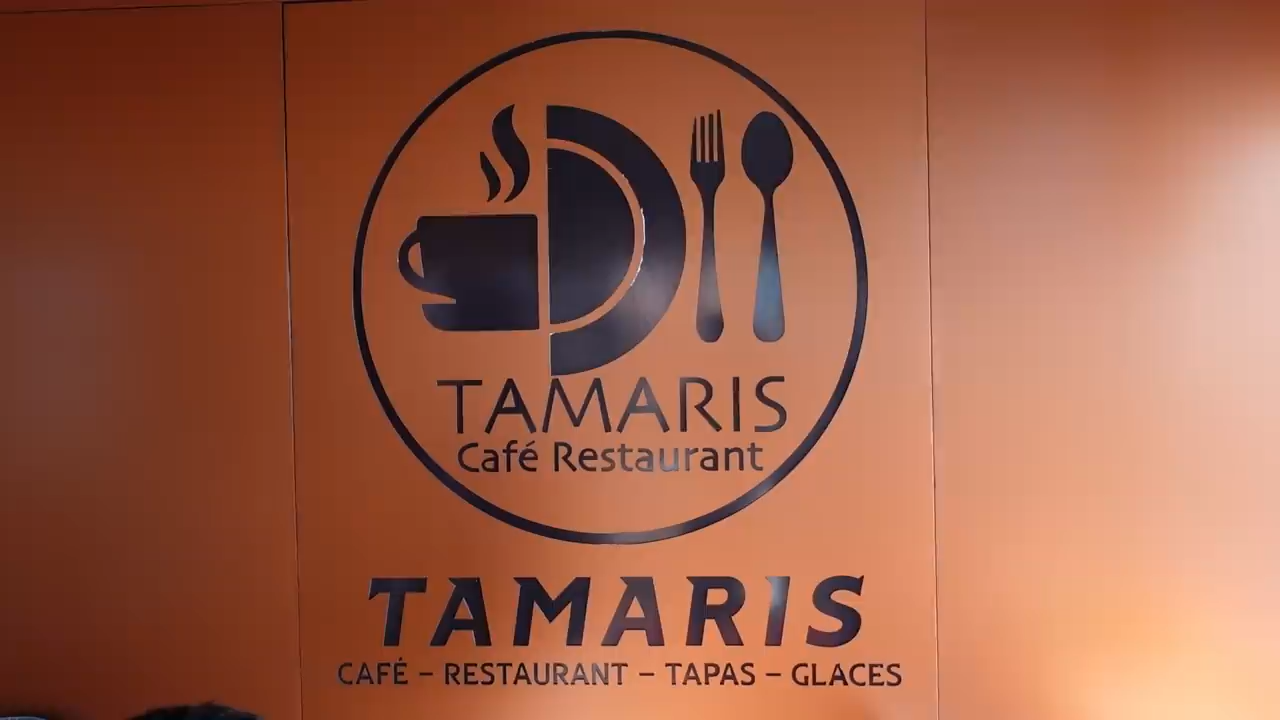 TAMARIS
Café Restaurant
TAMARIS
CAFÉ – RESTAURANT – TAPAS – GLACES